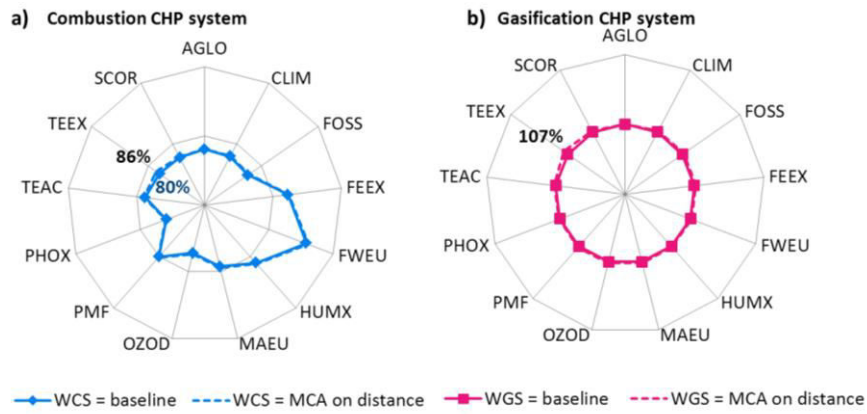 a) Combustion CHP system
AGLO
CLIM
FOSS
FEEX
FWEU
HUMX
MAEU
OZOD
PMF
PHOX
TEAC
TEEX
SCOR
86%
80%
b) Gasification CHP system
AGLO
CLIM
FOSS
FEEX
FWEU
HUMX
MAEU
OZOD
PMF
PHOX
TEAC
TEEX
SCOR
107%
WCS = baseline WCS = MCA on distance WGS = baseline WGS = MCA on distance